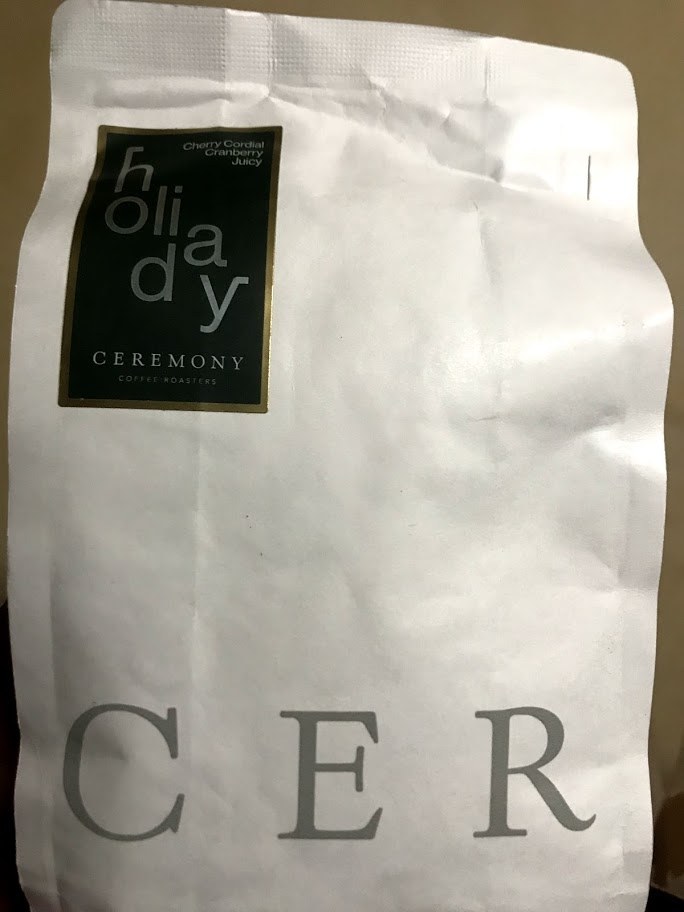 Cherry Cordial
Cranberry
Juicy
h
oli
a
d
y
CEREMONY
COFFEE ROASTERS
CER